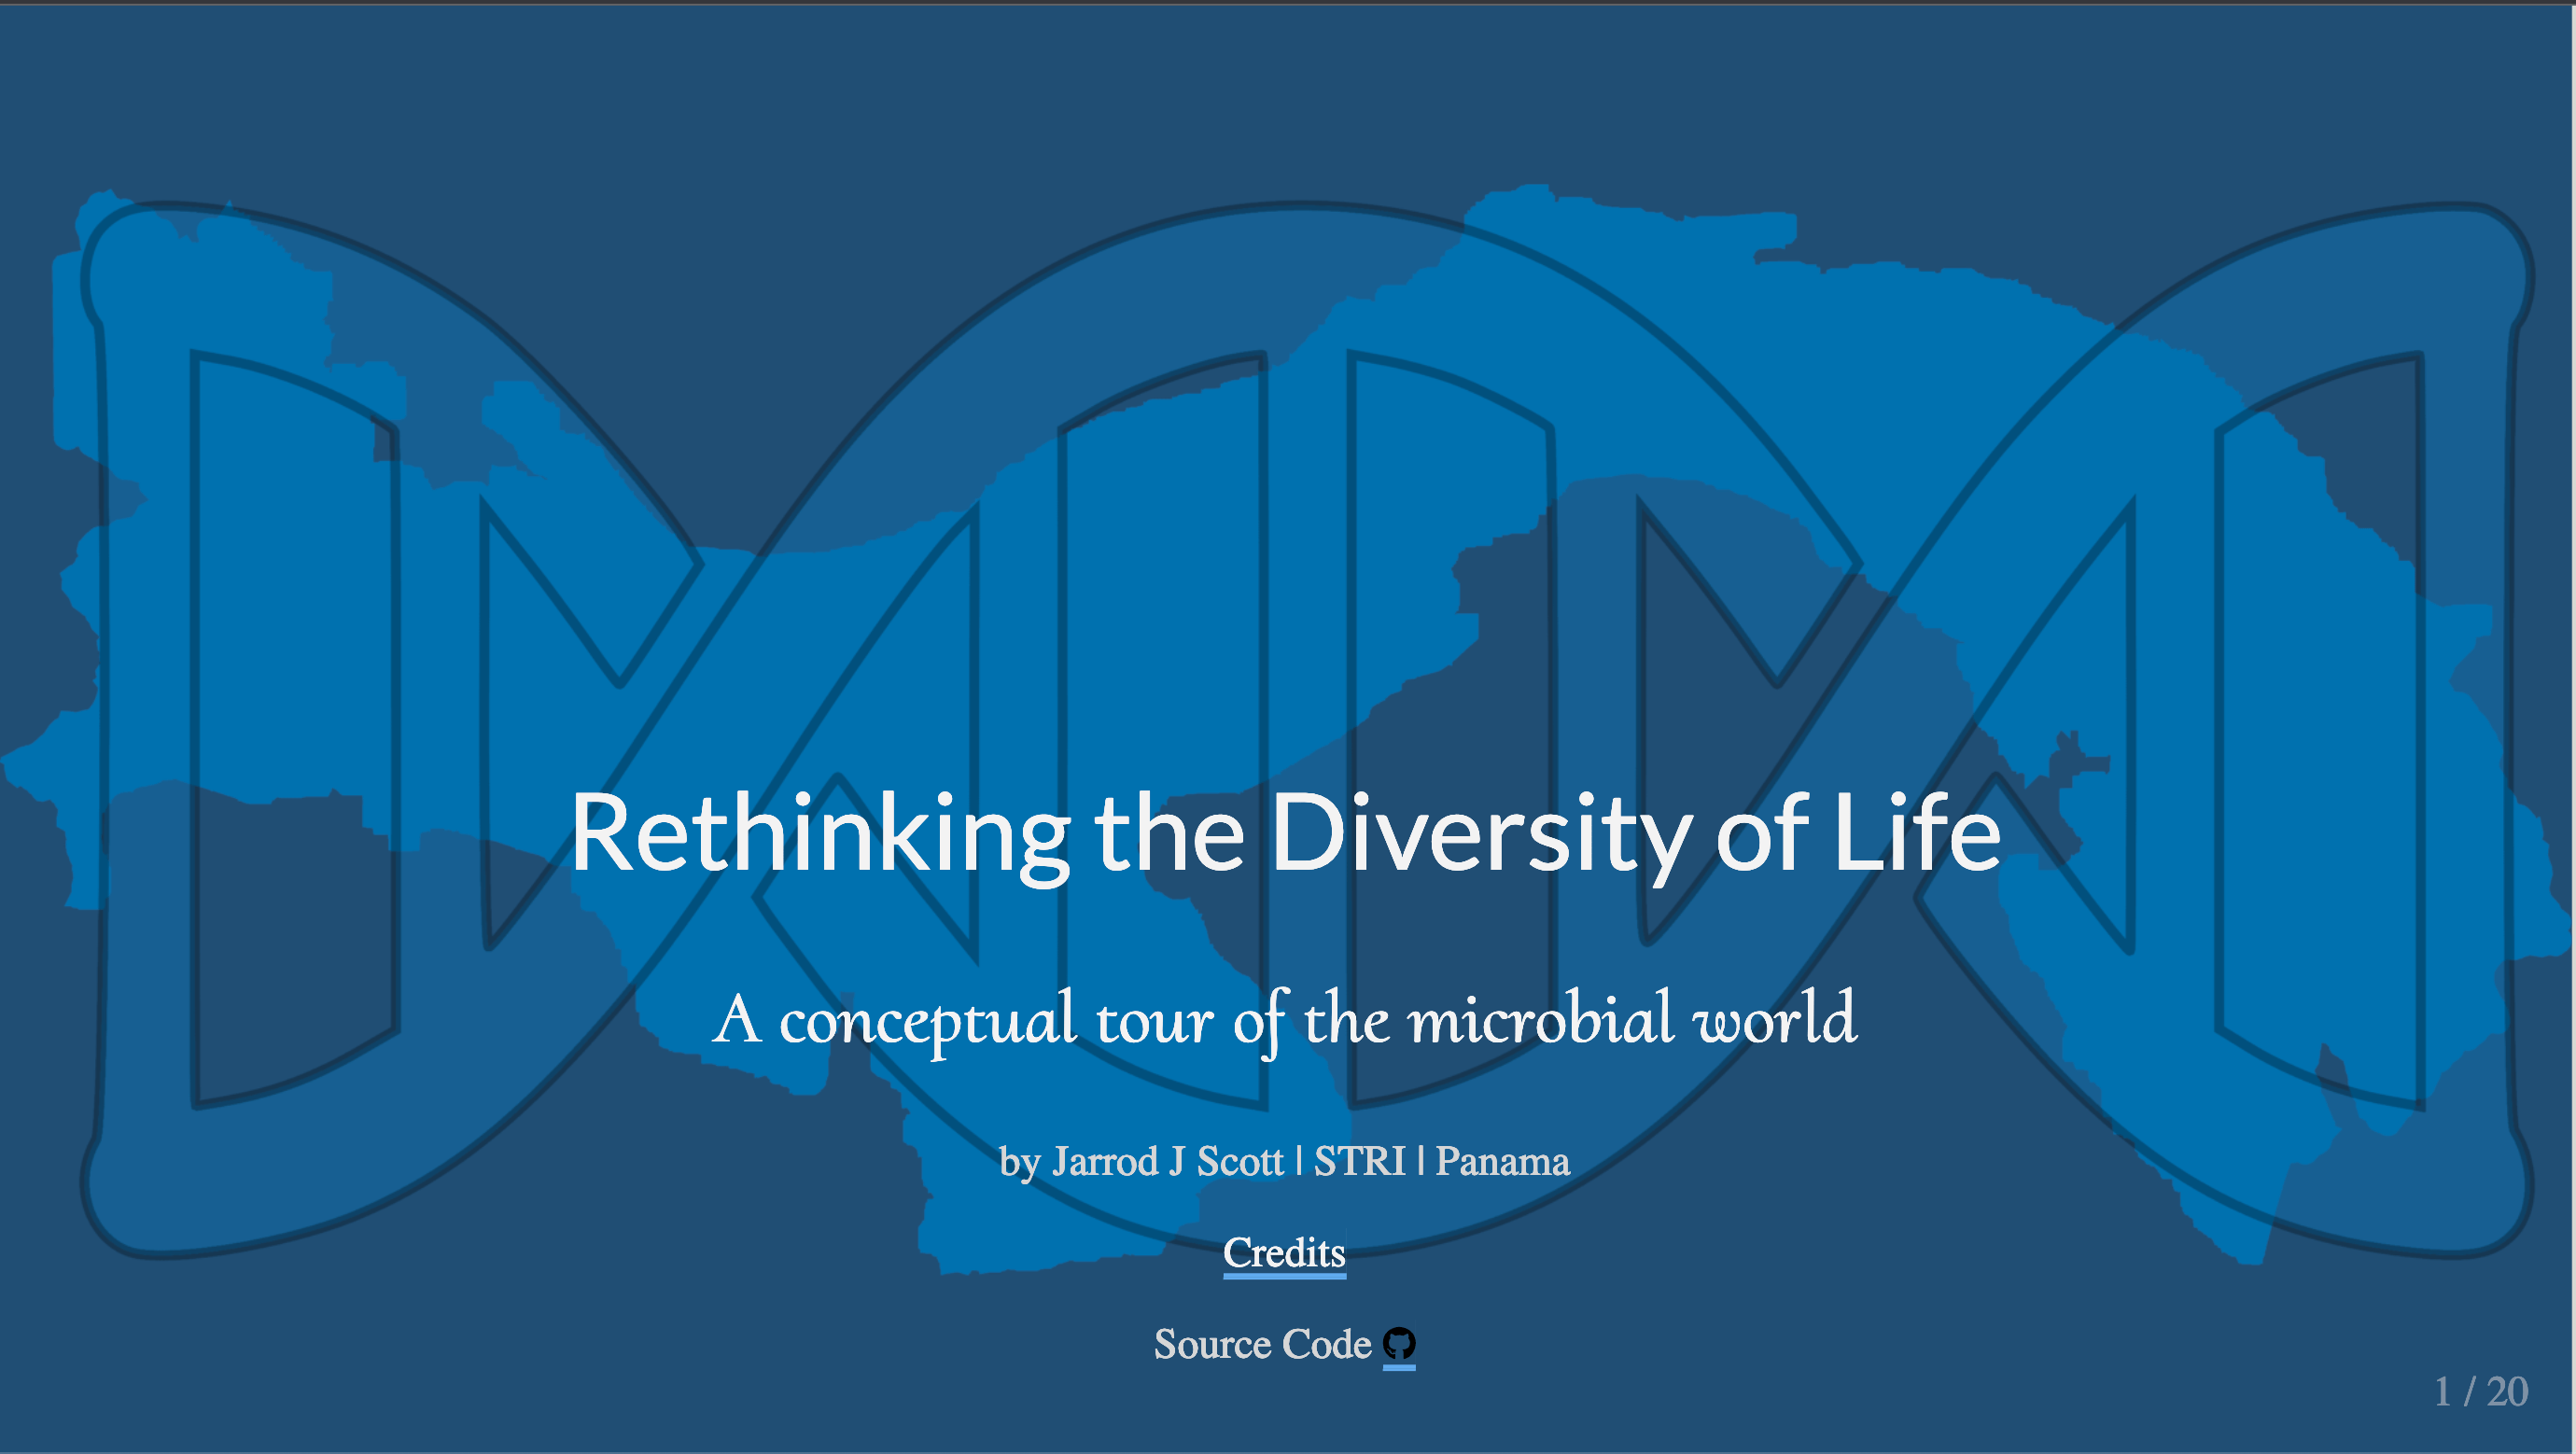 Rethinking the Diversity of Life
A conceptual tour of the microbial world
by Jarrod J Scott | STRI | Panama
Credits
Source Code
1 / 20